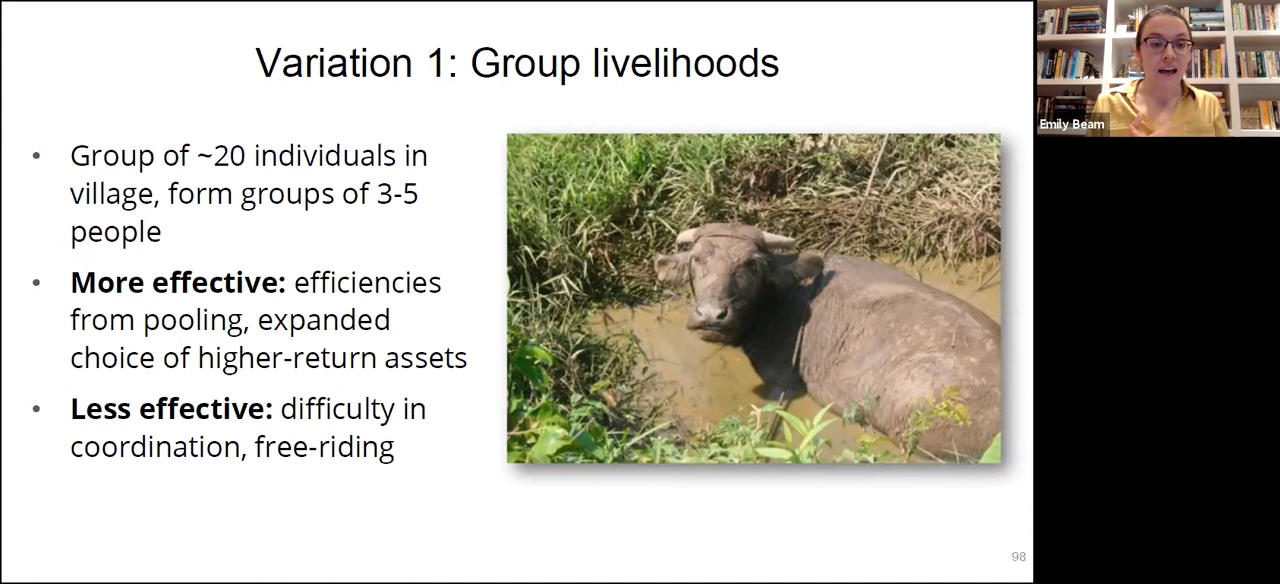 Variation 1: Group livelihoods
• Group of ~20 individuals in
village, form groups of 3-5
people
• More effective: efficiencies
from pooling, expanded
choice of higher-return assets
• Less effective: difficulty in
coordination, free-riding
98
Emily Beam